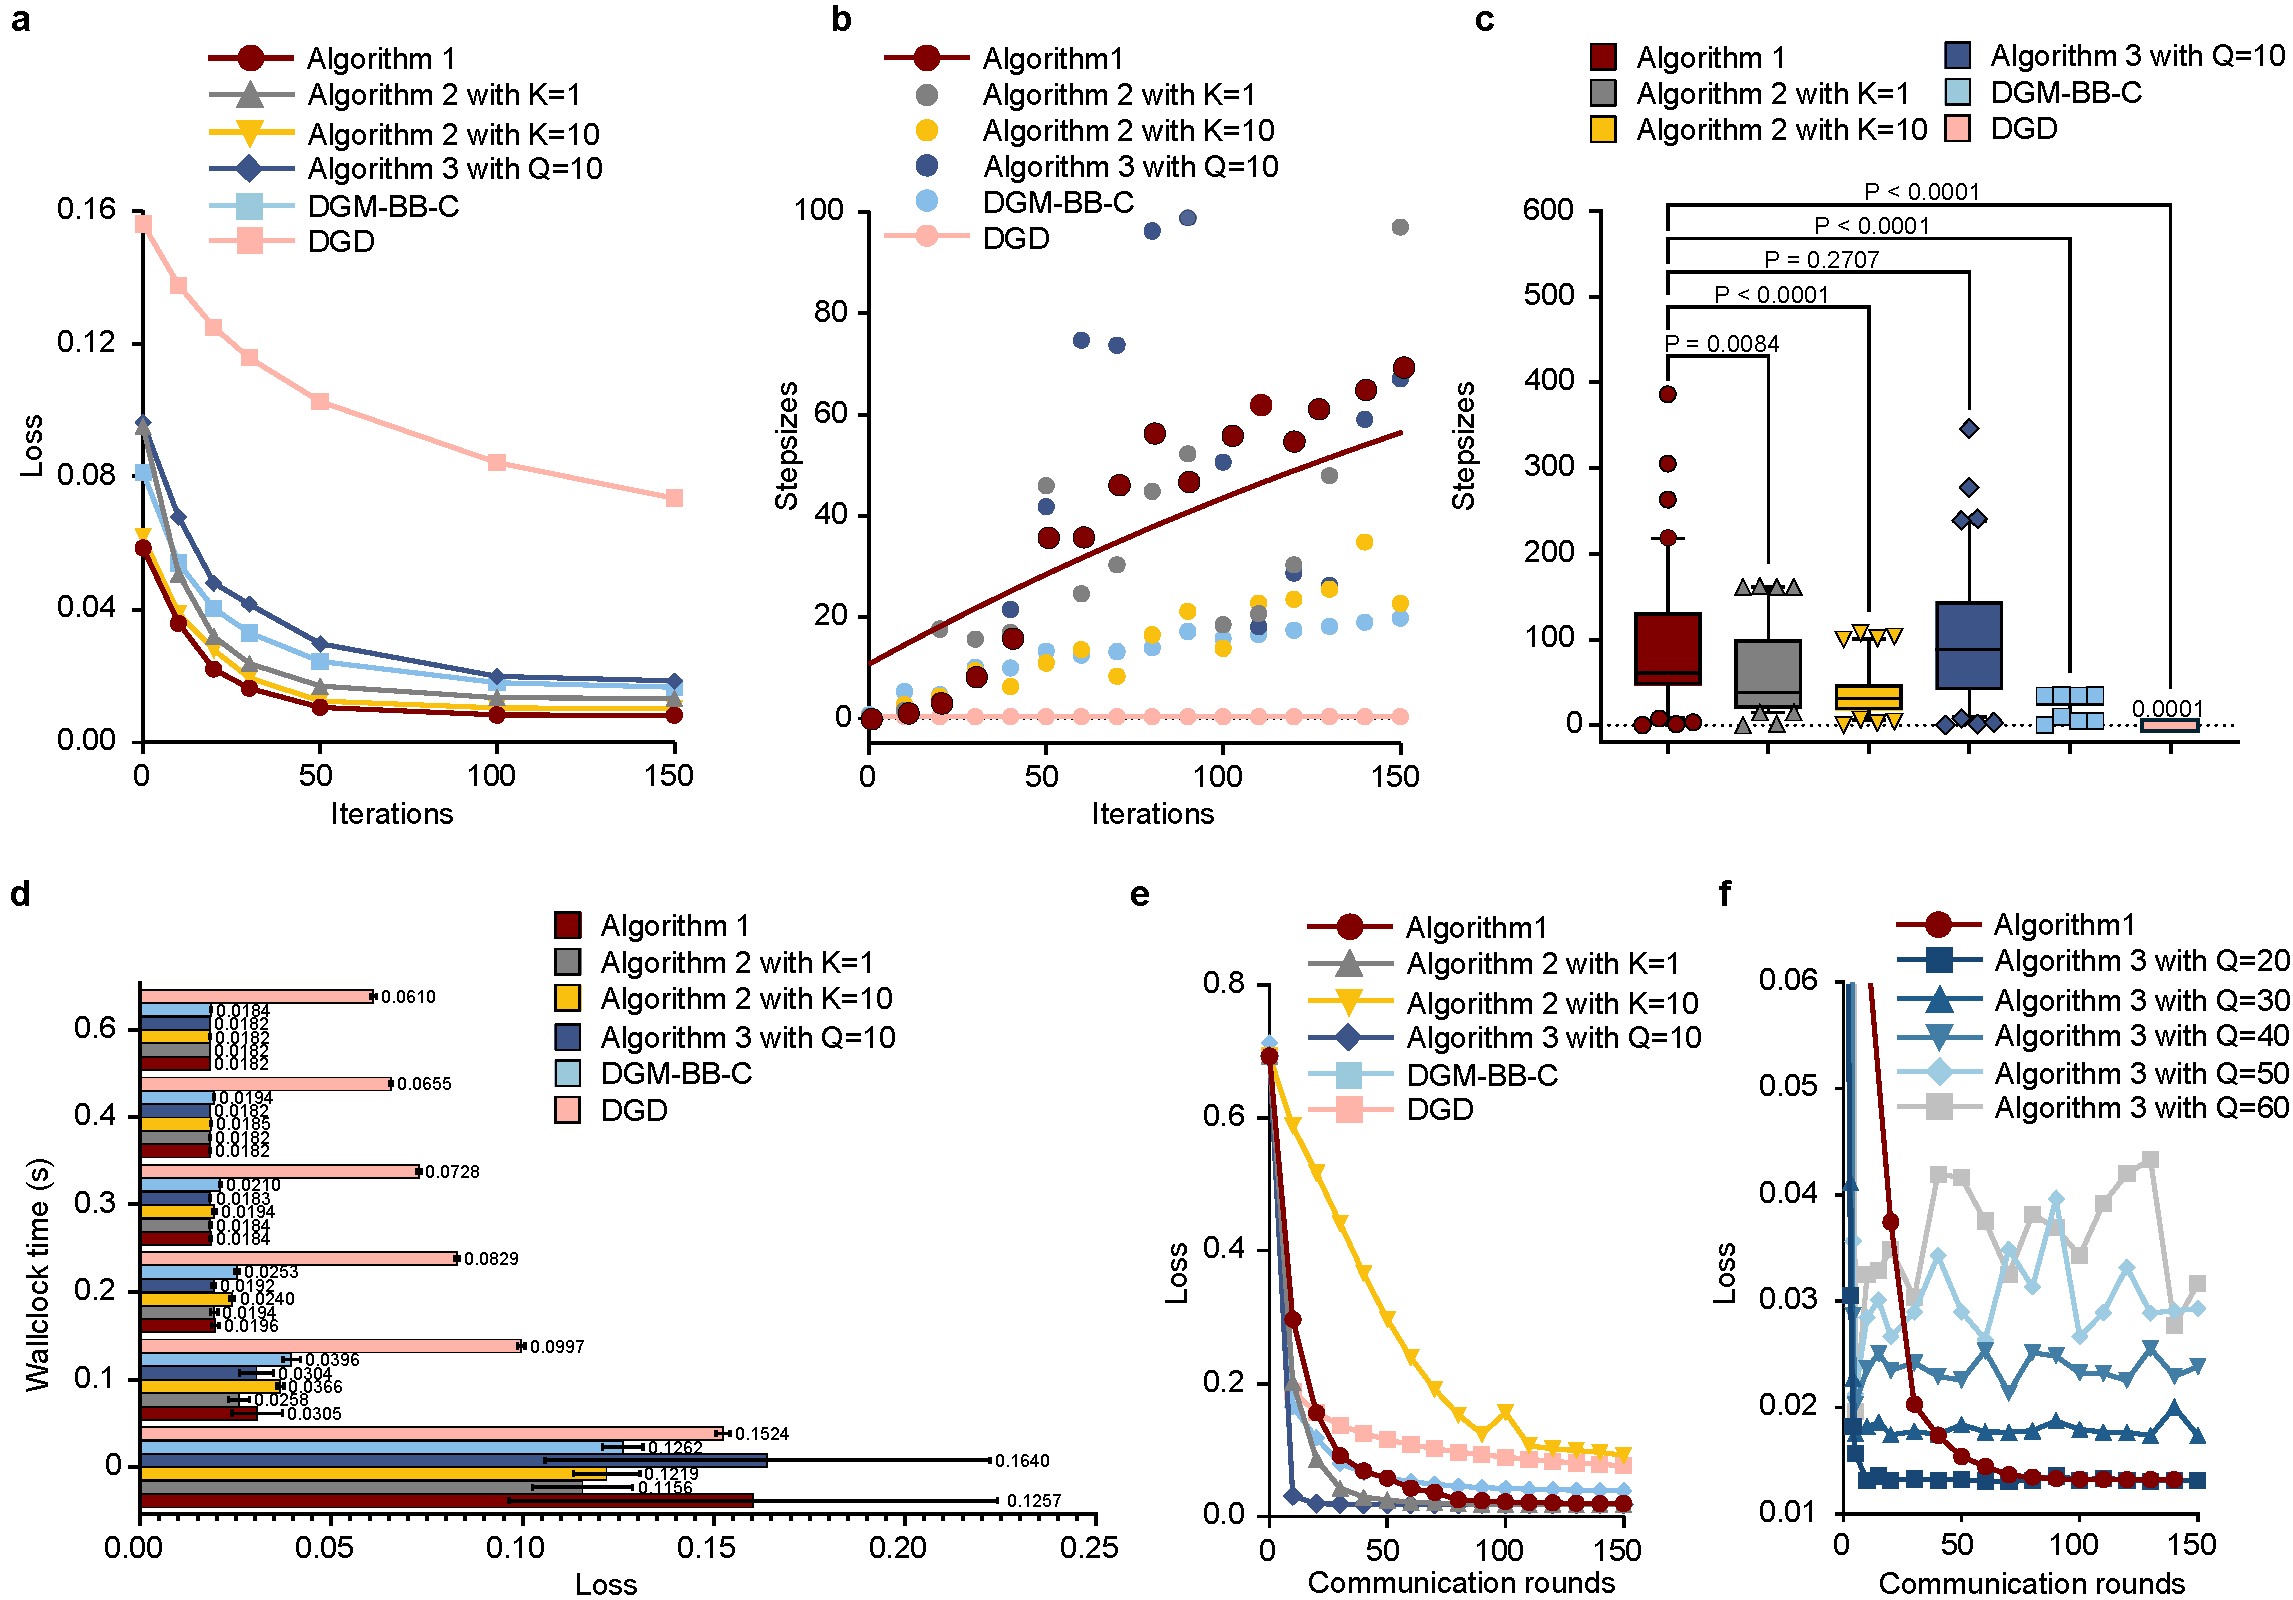 a
Algorithm 1
Algorithm 2 with K=1
Algorithm 2 with K=10
Algorithm 3 with Q=10
DGM-BB-C
DGD
0.16
0.12
0.08
0.04
0.00
Loss
0
50
100
150
Iterations
b
Algorithm1
Algorithm 2 with K=1
Algorithm 2 with K=10
Algorithm 3 with Q=10
DGM-BB-C
DGD
100
80
60
40
20
0
Stepsizes
0
50
100
150
Iterations
c
Algorithm 1
Algorithm 2 with K=1
Algorithm 2 with K=10
Algorithm 3 with Q=10
DGM-BB-C
DGD
P < 0.0001
P < 0.0001
P = 0.2707
P < 0.0001
P = 0.0084
600
500
400
300
200
100
0
Stepsizes
0.0001
d
Algorithm 1
Algorithm 2 with K=1
Algorithm 2 with K=10
Algorithm 3 with Q=10
DGM-BB-C
DGD
Wallclock time (s)
0.6
0.4
0.3
0.2
0.1
0
0.0610
0.0184
0.0182
0.0182
0.0182
0.0182
0.0655
0.0194
0.0182
0.0185
0.0182
0.0182
0.0728
0.0210
0.0183
0.0194
0.0184
0.0184
0.0829
0.0253
0.0192
0.0240
0.0194
0.0196
0.0997
0.0396
0.0304
0.0366
0.0258
0.0305
0.1524
0.1262
0.1640
0.1219
0.1156
0.1257
0.00
0.05
0.10
0.15
0.20
0.25
Loss
e
Algorithm1
Algorithm 2 with K=1
Algorithm 2 with K=10
Algorithm 3 with Q=10
DGM-BB-C
DGD
0.8
0.6
0.4
0.2
0.0
Loss
0
50
100
150
Communication rounds
f
Algorithm1
Algorithm 3 with Q=20
Algorithm 3 with Q=30
Algorithm 3 with Q=40
Algorithm 3 with Q=50
Algorithm 3 with Q=60
0.06
0.05
0.04
0.03
0.02
0.01
Loss
0
50
100
150
Communication rounds